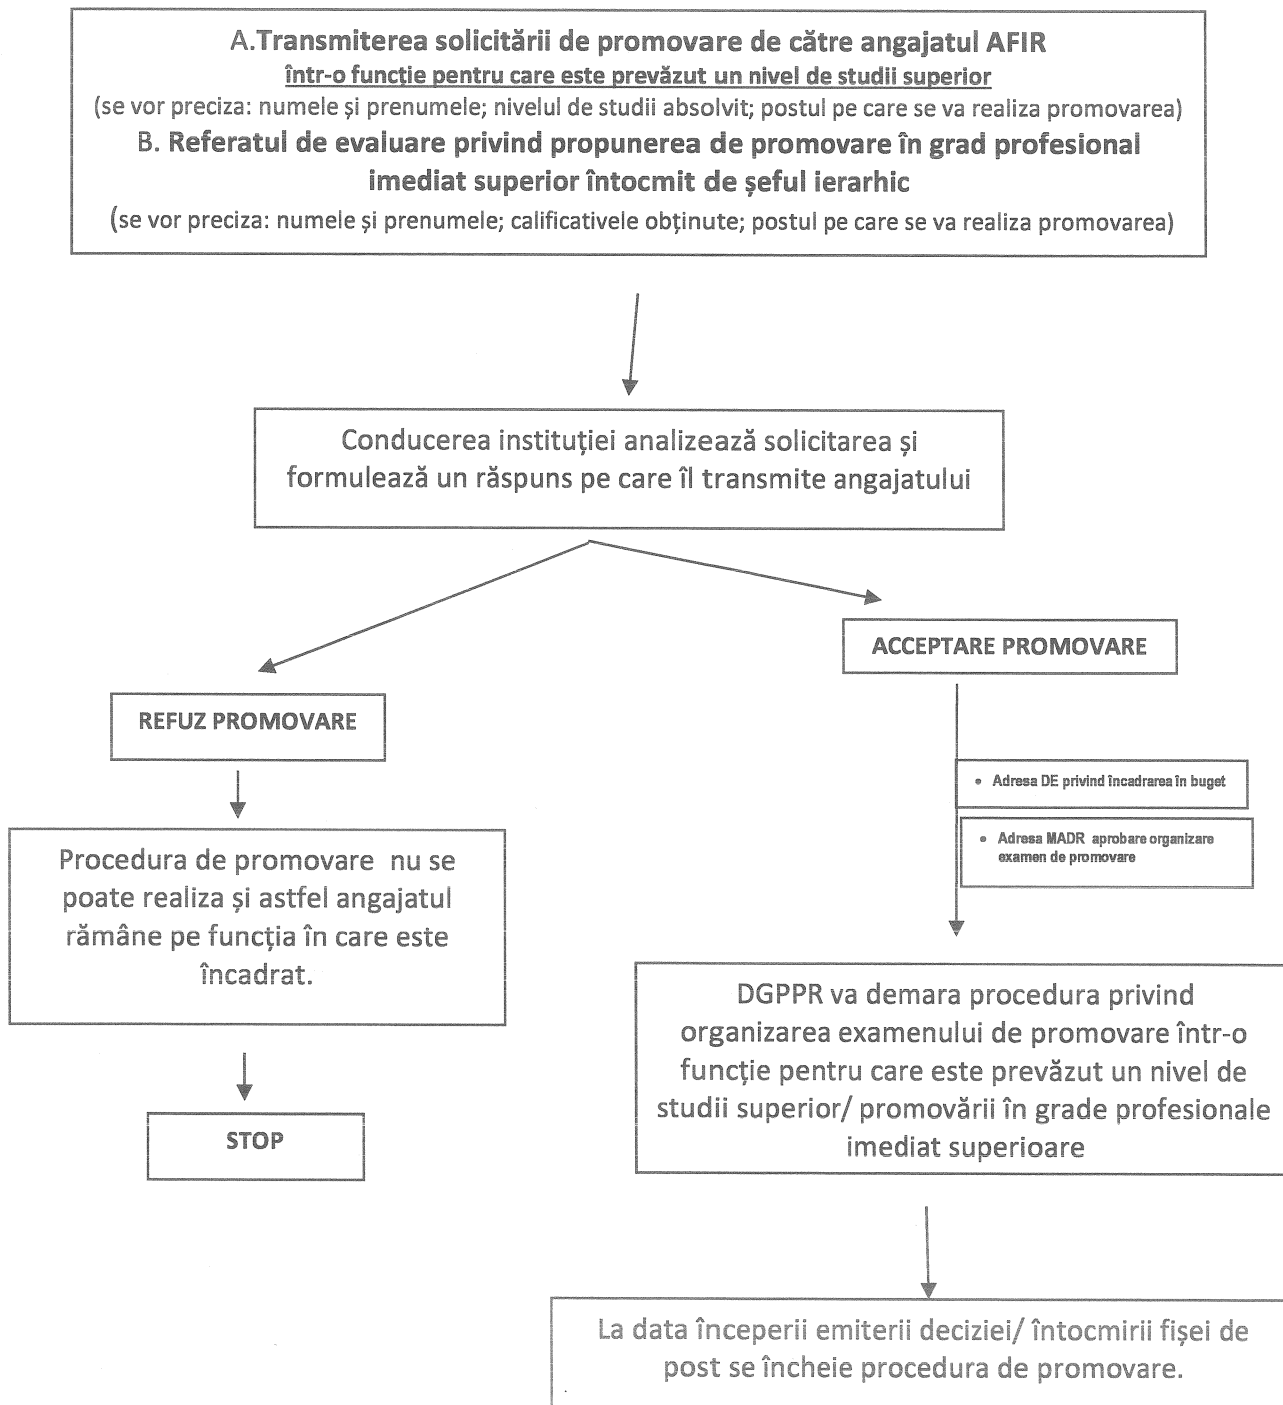 A.Transmiterea solicitării de promovare de către angajatul AFIR
într-o funcție pentru care este prevăzut un nivel de studii superior
(se vor preciza: numele și prenumele; nivelul de studii absolvit; postul pe care se va realiza promovarea)
B. Referatul de evaluare privind propunerea de promovare în grad profesional
imediat superior întocmit de șeful ierarhic
(se vor preciza: numele și prenumele; calificativele obținute; postul pe care se va realiza promovarea)
Conducerea instituției analizează solicitarea și
formulează un răspuns pe care îl transmite angajatului
ACCEPTARE PROMOVARE
REFUZ PROMOVARE
• Adresa DE privind încadrarea în buget
• Adresa MADR aprobare organizare
examen de promovare
Procedura de promovare nu se
poate realiza și astfel angajatul
rămâne pe funcția în care este
încadrat.
STOP
DGPPR va demara procedura privind
organizarea examenului de promovare într-o
funcție pentru care este prevăzut un nivel de
studii superior/ promovării în grade profesionale
imediat superioare
La data începerii emiterii deciziei/ întocmirii fișei de
post se încheie procedura de promovare.